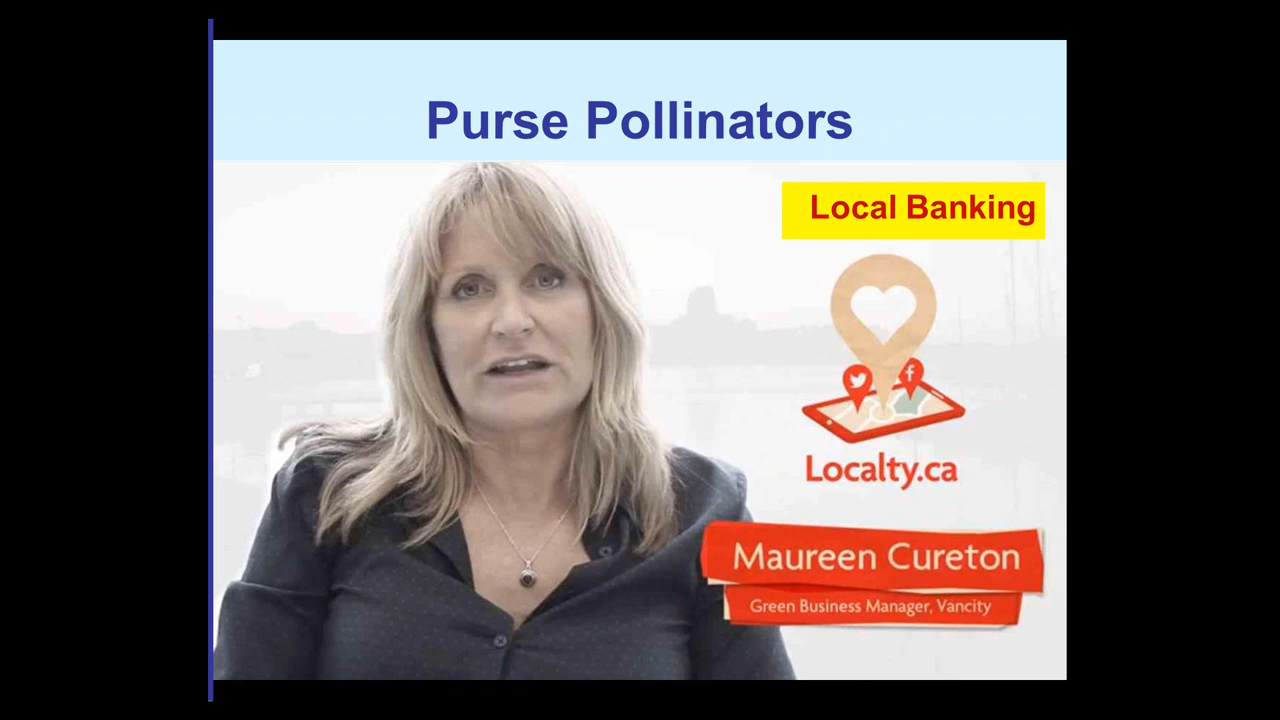 Purse Pollinators
Local Banking
Localty.ca
Maureen Cureton
Green Business Manager, Vancity